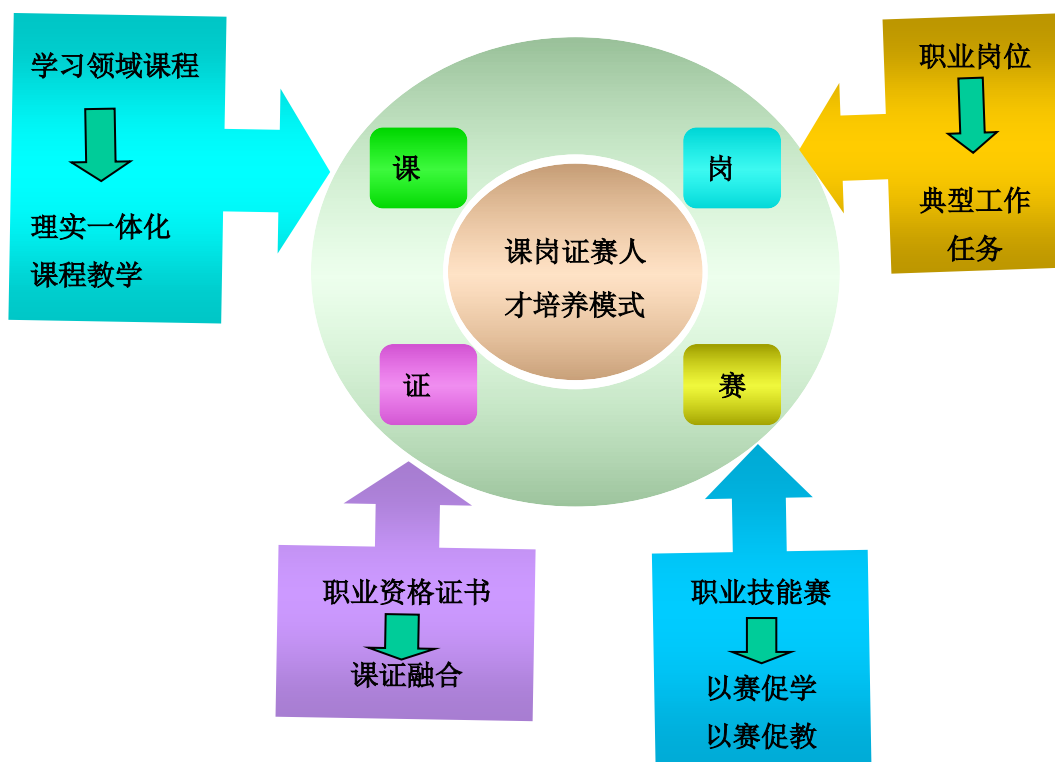 学习领域课程
理实一体化
课程教学
职业岗位
典型工作
任务
课
岗
课岗证赛人
才培养模式
证
赛
职业资格证书
课证融合
职业技能赛
以赛促学
以赛促教